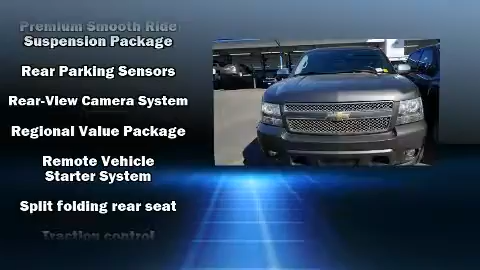 Premium Smooth Ride
Suspension Package
Rear Parking Sensors
Rear-View Camera System
Regional Value Package
Remote Vehicle
Starter System
Split folding rear seat
Traction control